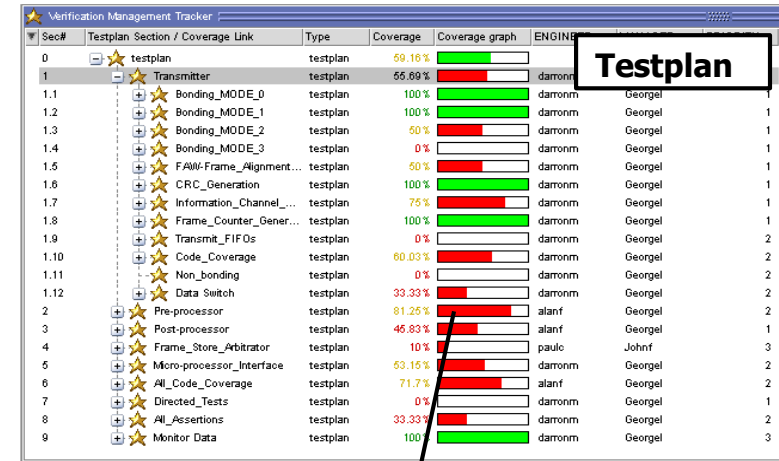 Verification Management Tracker
Sec# Testplan Section / Coverage Link Type Coverage Coverage graph
Testplan
0 testplan testplan 59.16%
1 Transmitter testplan 55.69% darronm
1.1 Bonding_MODE_0 testplan 100% darronm Georgel 1
1.2 Bonding_MODE_1 testplan 100% darronm Georgel 1
1.3 Bonding_MODE_2 testplan 50% darronm Georgel 1
1.4 Bonding_MODE_3 testplan 0% darronm Georgel 1
1.5 FAW-Frame_Alignment... testplan 50% darronm Georgel 1
1.6 CRC_Generation testplan 100% darronm Georgel 1
1.7 Information_Channel_... testplan 75% darronm Georgel 1
1.8 Frame_Counter_Gener... testplan 100% darronm Georgel 1
1.9 Transmit_FIFOs testplan 0% darronm Georgel 2
1.10 Code_Coverage testplan 60.03% darronm Georgel 2
1.11 Non_bonding testplan 0% darronm Georgel 2
1.12 Data Switch testplan 33.33% darronm Georgel 2
2 Pre-processor testplan 81.25% alanf Georgel 2
3 Post-processor testplan 45.83% alanf Georgel 1
4 Frame_Store_Arbitrator testplan 10% paulc Johnf 3
5 Micro-processor_Interface testplan 53.15% darronm Georgel 2
6 All_Code_Coverage testplan 71.7% alanf Georgel 2
7 Directed_Tests testplan 0% darronm Georgel 1
8 All_Assertions testplan 33.33% darronm Georgel 2
9 Monitor Data testplan 100% darronm Georgel 3